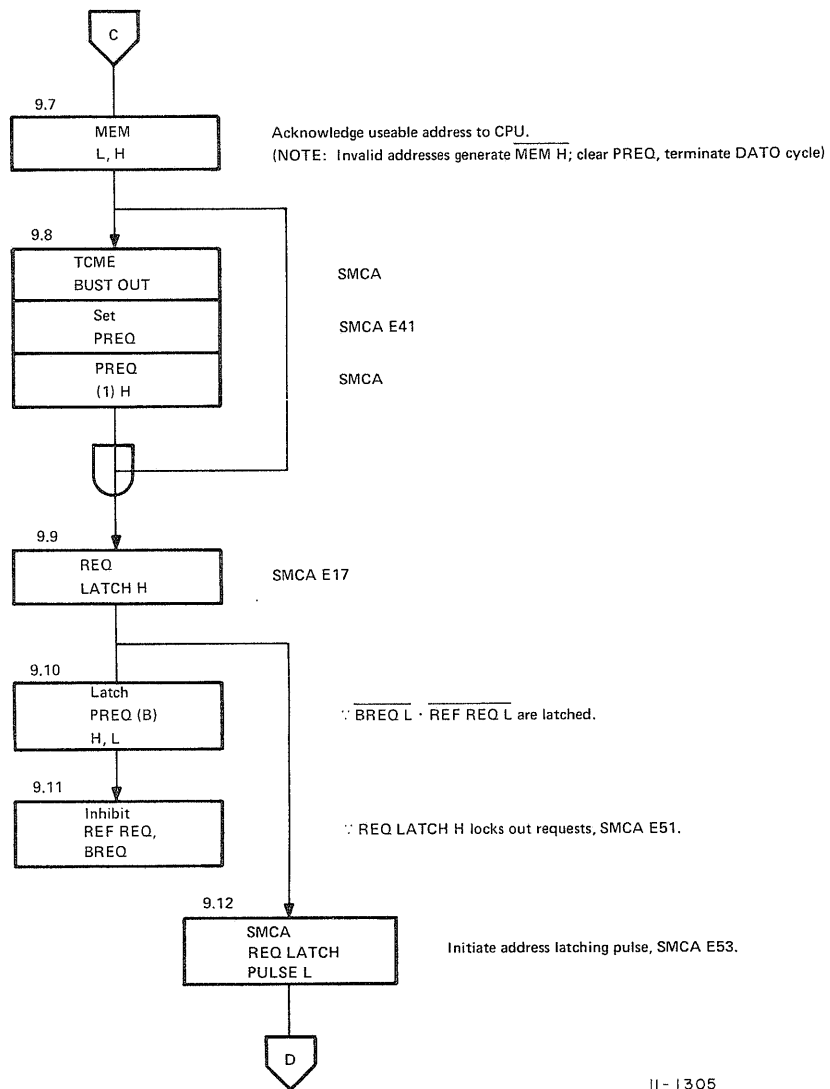 C
9.7
MEM
L, H
Acknowledge useable address to CPU.
(NOTE: Invalid addresses generate MEM H; clear PREQ, terminate DATO cycle)
9.8
TCME
BUST OUT
SMCA
Set
PREQ
SMCA E41
PREQ
(1) H
SMCA
9.9
REQ
LATCH H
SMCA E17
9.10
Latch
PREQ (B)
H, L
∵ BREQ L · REF REQ L are latched.
9.11
Inhibit
REF REQ,
BREQ
∵ REQ LATCH H locks out requests, SMCA E51.
9.12
SMCA
REQ LATCH
PULSE L
Initiate address latching pulse, SMCA E53.
D
II-1305